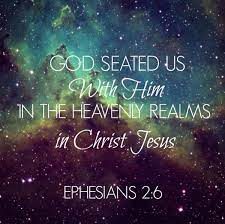 GOD SEATED US
With Him
IN THE HEAVENLY REALMS
in Christ Jesus
EPHESIANS 2:6